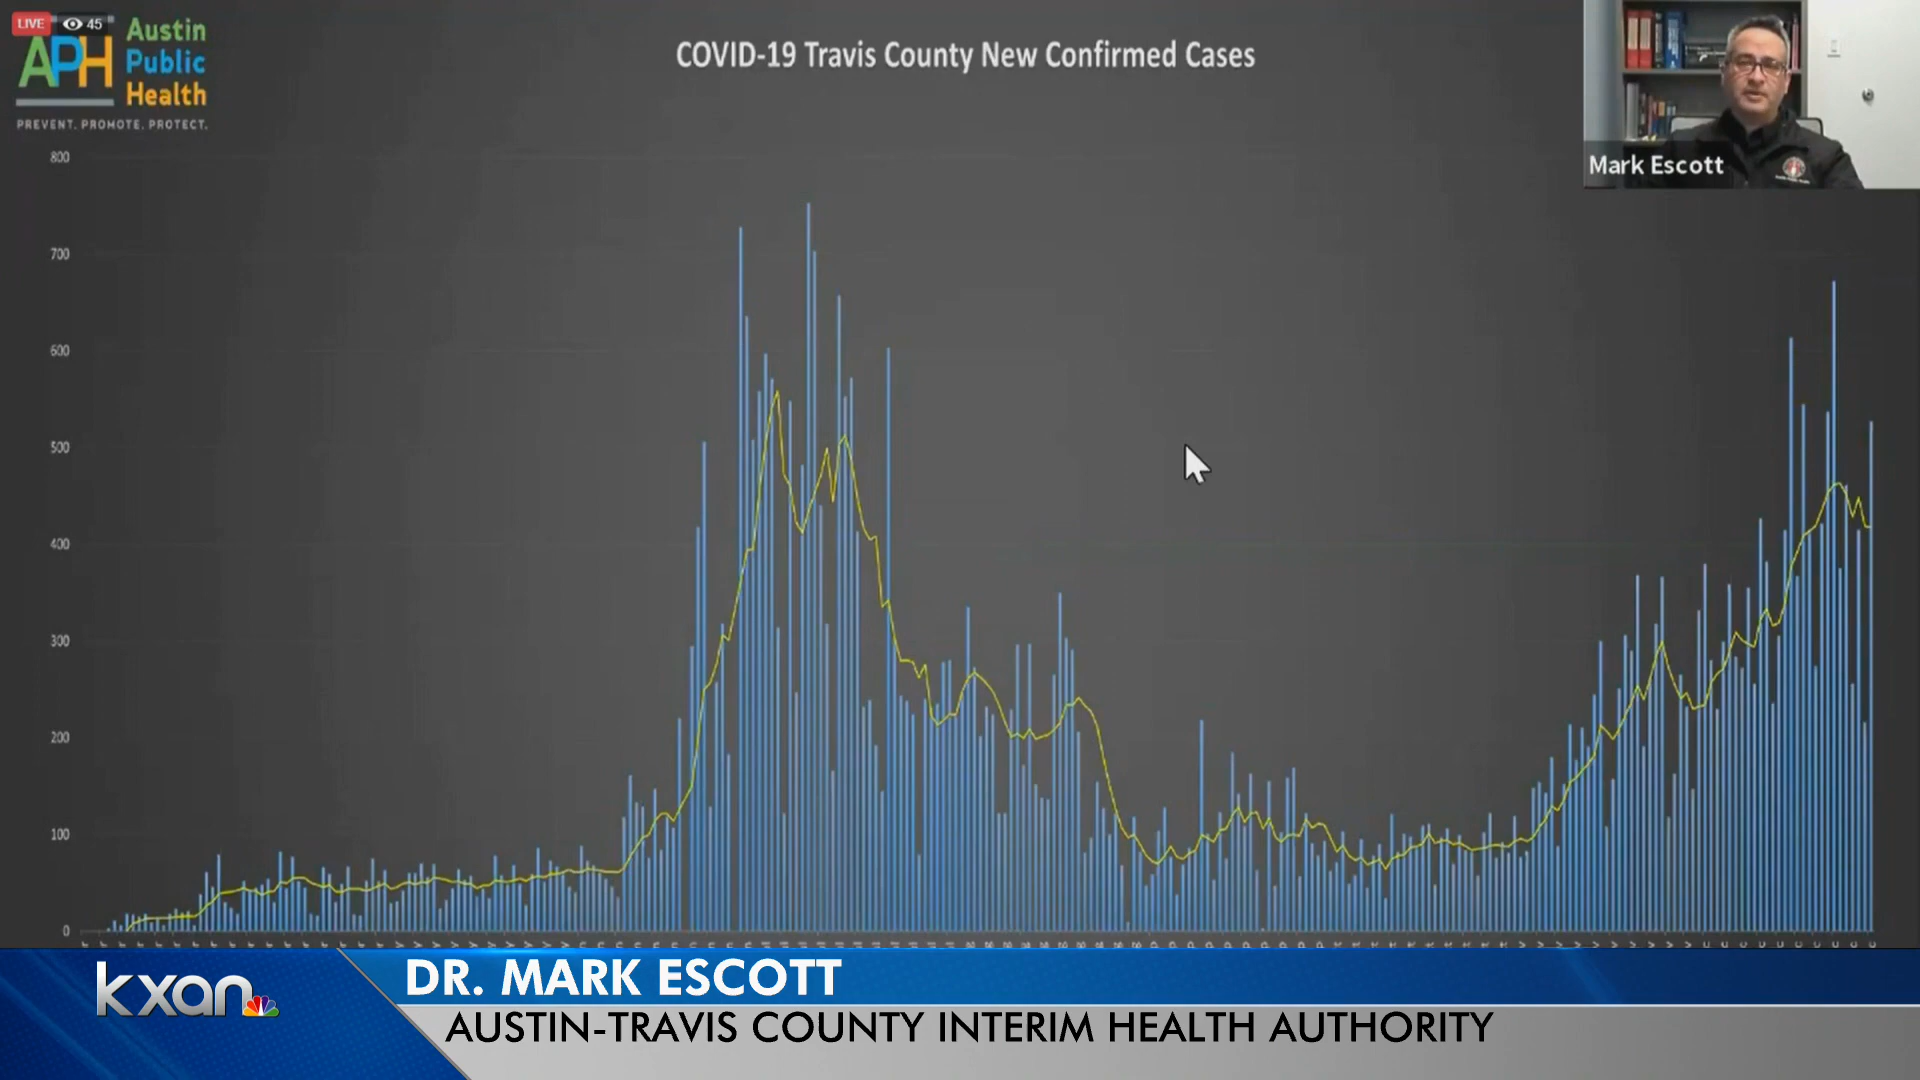 LIVE 45
APH Austin Public Health
PREVENT. PROMOTE. PROTECT.
COVID-19 Travis County New Confirmed Cases
Mark Escott
800
700
600
500
400
300
200
100
0
kxan
DR. MARK ESCOTT
AUSTIN-TRAVIS COUNTY INTERIM HEALTH AUTHORITY